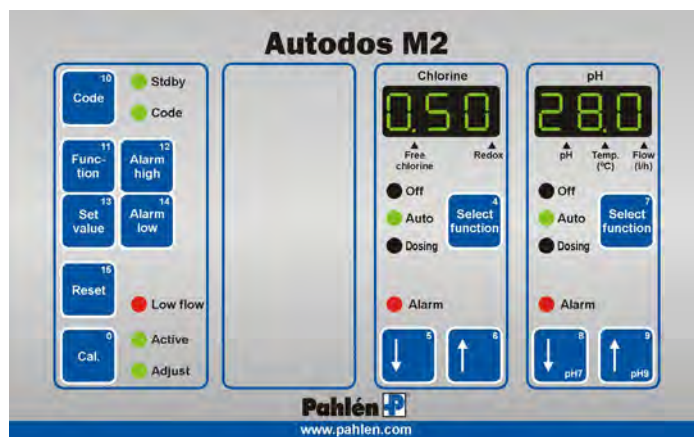 Autodos M2
10
Code
Stdby
Code
11
Func-
tion
12
Alarm
high
13
Set
value
14
Alarm
low
15
Reset
Low flow
0
Cal.
Active
Adjust
Chlorine
0.50
Free
chlorine
Redox
Off
Auto
Dosing
4
Select
function
Alarm
5
6
pH
28.0
pH
Temp.
(°C)
Flow
(l/h)
Off
Auto
Dosing
7
Select
function
Alarm
8
pH7
9
pH9
Pahlén
www.pahlen.com